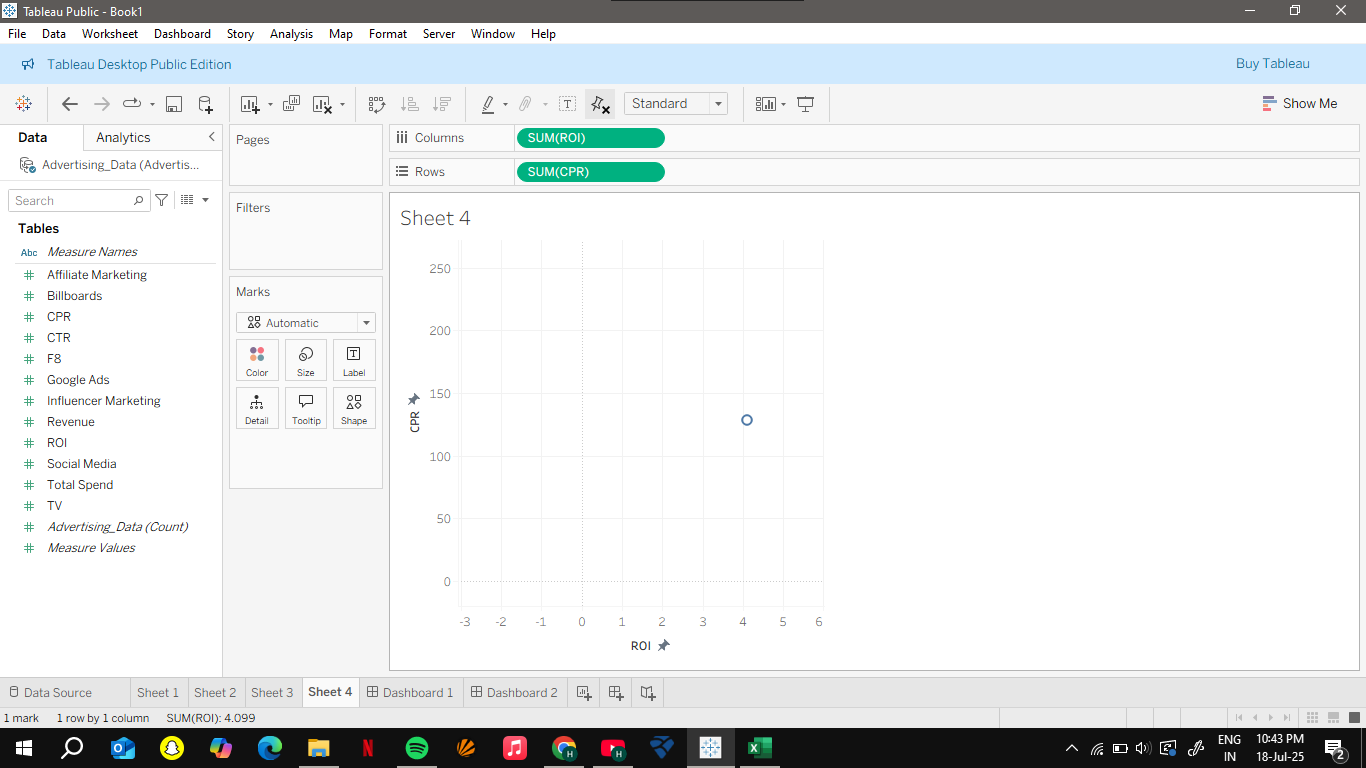 Tableau Public - Book1
File Data Worksheet Dashboard Story Analysis Map Format Server Window Help
Tableau Desktop Public Edition
Buy Tableau
Standard
Show Me
Data
Analytics
Advertising_Data (Advertis...
Search
Tables
Abc Measure Names
Affiliate Marketing
Billboards
CPR
CTR
F8
Google Ads
Influencer Marketing
Revenue
ROI
Social Media
Total Spend
TV
Advertising_Data (Count)
Measure Values
Pages
Filters
Marks
Automatic
Color Size Label
Detail Tooltip Shape
Columns SUM(ROI)
Rows SUM(CPR)
Sheet 4
250
200
150
100
50
0
CPR
-3 -2 -1 0 1 2 3 4 5 6
ROI
Data Source Sheet 1 Sheet 2 Sheet 3 Sheet 4 Dashboard 1 Dashboard 2
1 mark 1 row by 1 column SUM(ROI): 4.099
ENG
IN
10:43 PM
18-Jul-25
2